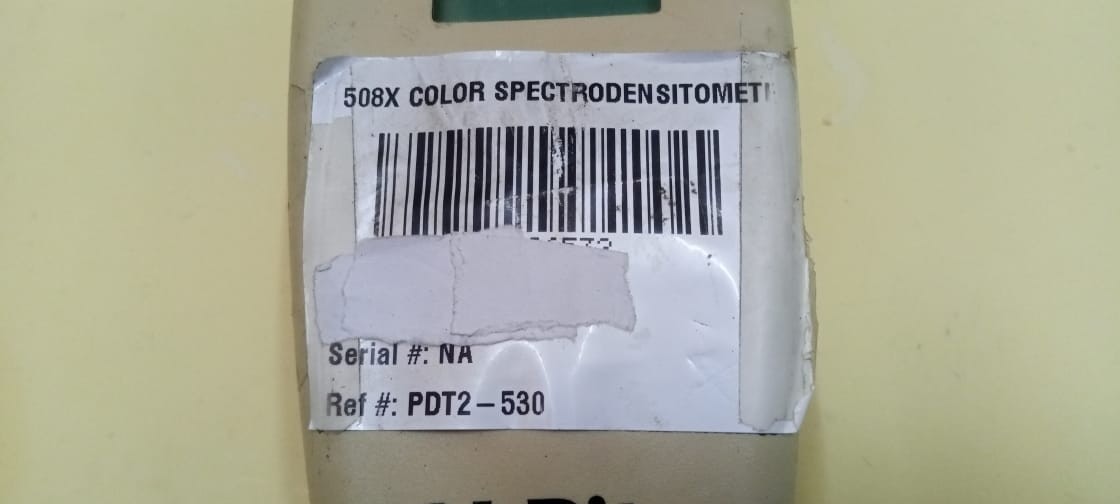 508X COLOR SPECTRODENSITOMET
Serial #: NA
Ref #: PDT2-530